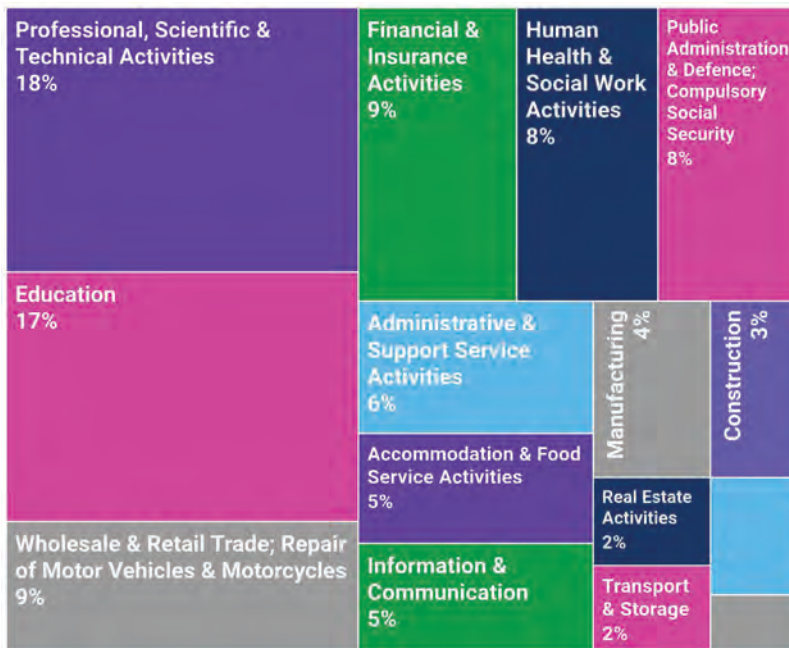 Professional, Scientific &
Technical Activities
18%
Education
17%
Wholesale & Retail Trade; Repair
of Motor Vehicles & Motorcycles
9%
Financial &
Insurance
Activities
9%
Human
Health &
Social Work
Activities
8%
Public
Administration
& Defence;
Compulsory
Social
Security
8%
Administrative &
Support Service
Activities
6%
Accommodation & Food
Service Activities
5%
Information &
Communication
5%
Manufacturing
4%
Real Estate
Activities
2%
Transport
& Storage
2%
Construction
3%